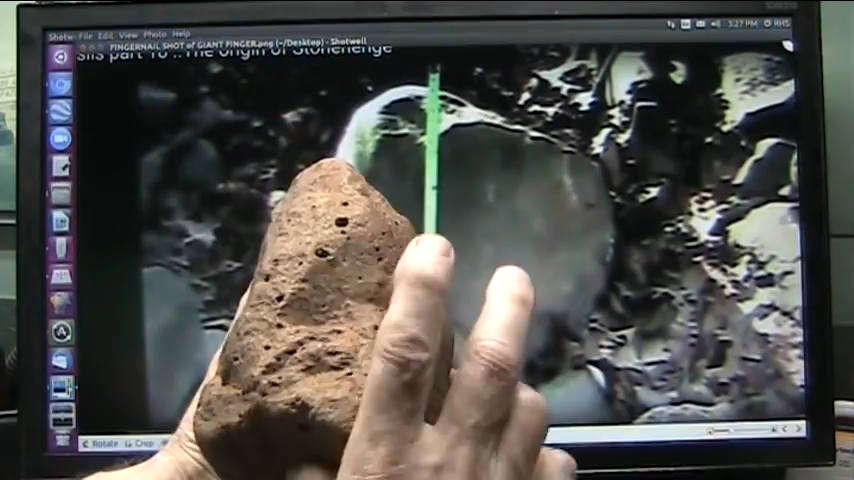 Shotw File Edit View Photo Help
3:27 PM RHS
FINGERNAIL SHOT of GIANT FINGER.png (~/Desktop) - Shotwell
sils part 10 ..The origin of Stonehenge
Rotate Crop